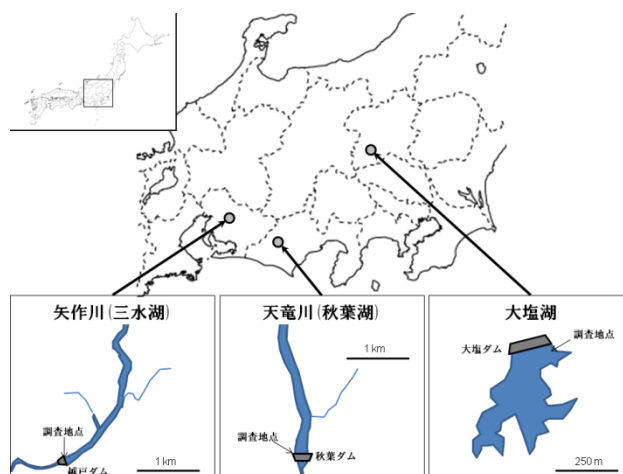 矢作川(三水湖)
調査地点
越戸ダム
1 km
天竜川(秋葉湖)
1 km
調査地点
秋葉ダム
大塩湖
大塩ダム
調査地点
250 m